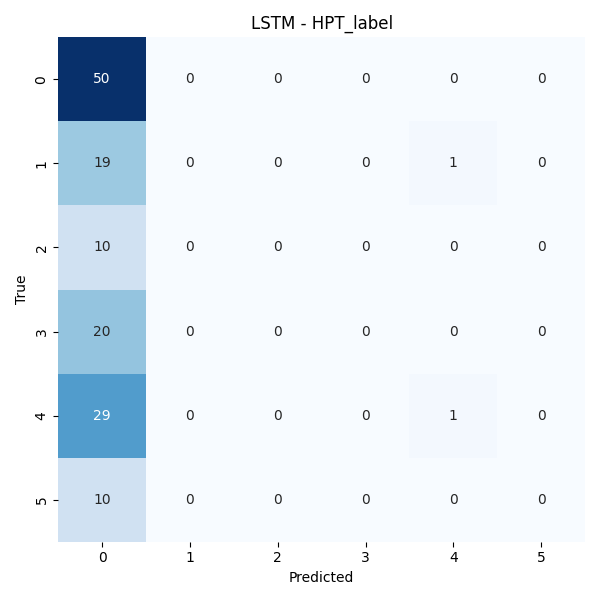 LSTM - HPT_label
0 50 0 0 0 0 0
1 19 0 0 0 1 0
2 10 0 0 0 0 0
3 20 0 0 0 0 0
4 29 0 0 0 1 0
5 10 0 0 0 0 0
True
0 1 2 3 4 5
Predicted